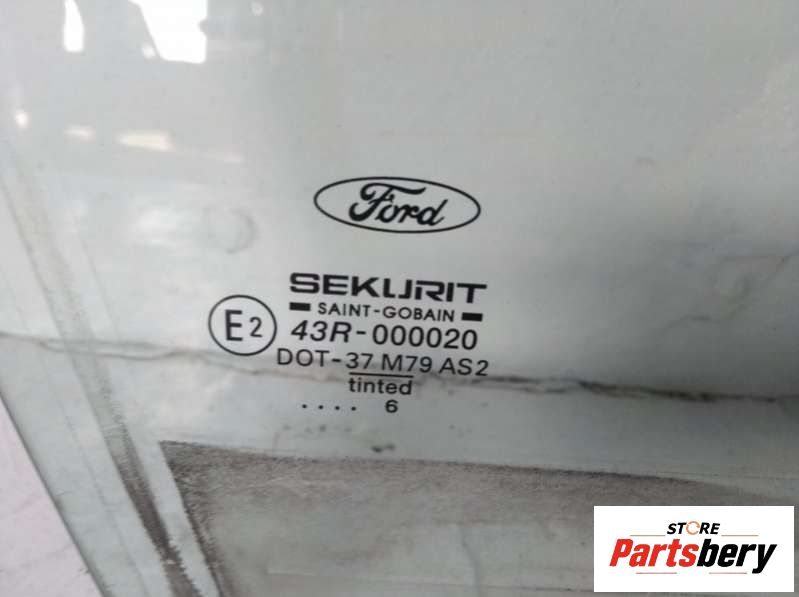 Ford
SEKURIT
SAINT-GOBAIN
E2 43R-000020
DOT-37 M79 AS2
tinted
.... 6
STORE
Partsbery